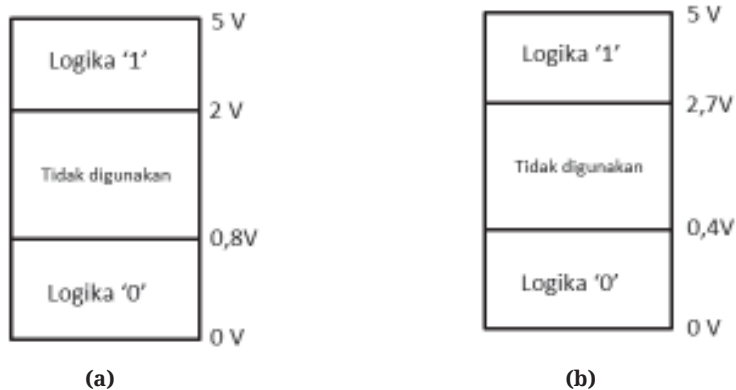 5 V
Logika ‘1’
2 V
Tidak digunakan
0,8V
Logika ‘0’
0 V
(a)
5 V
Logika ‘1’
2,7V
Tidak digunakan
0,4V
Logika ‘0’
0 V
(b)